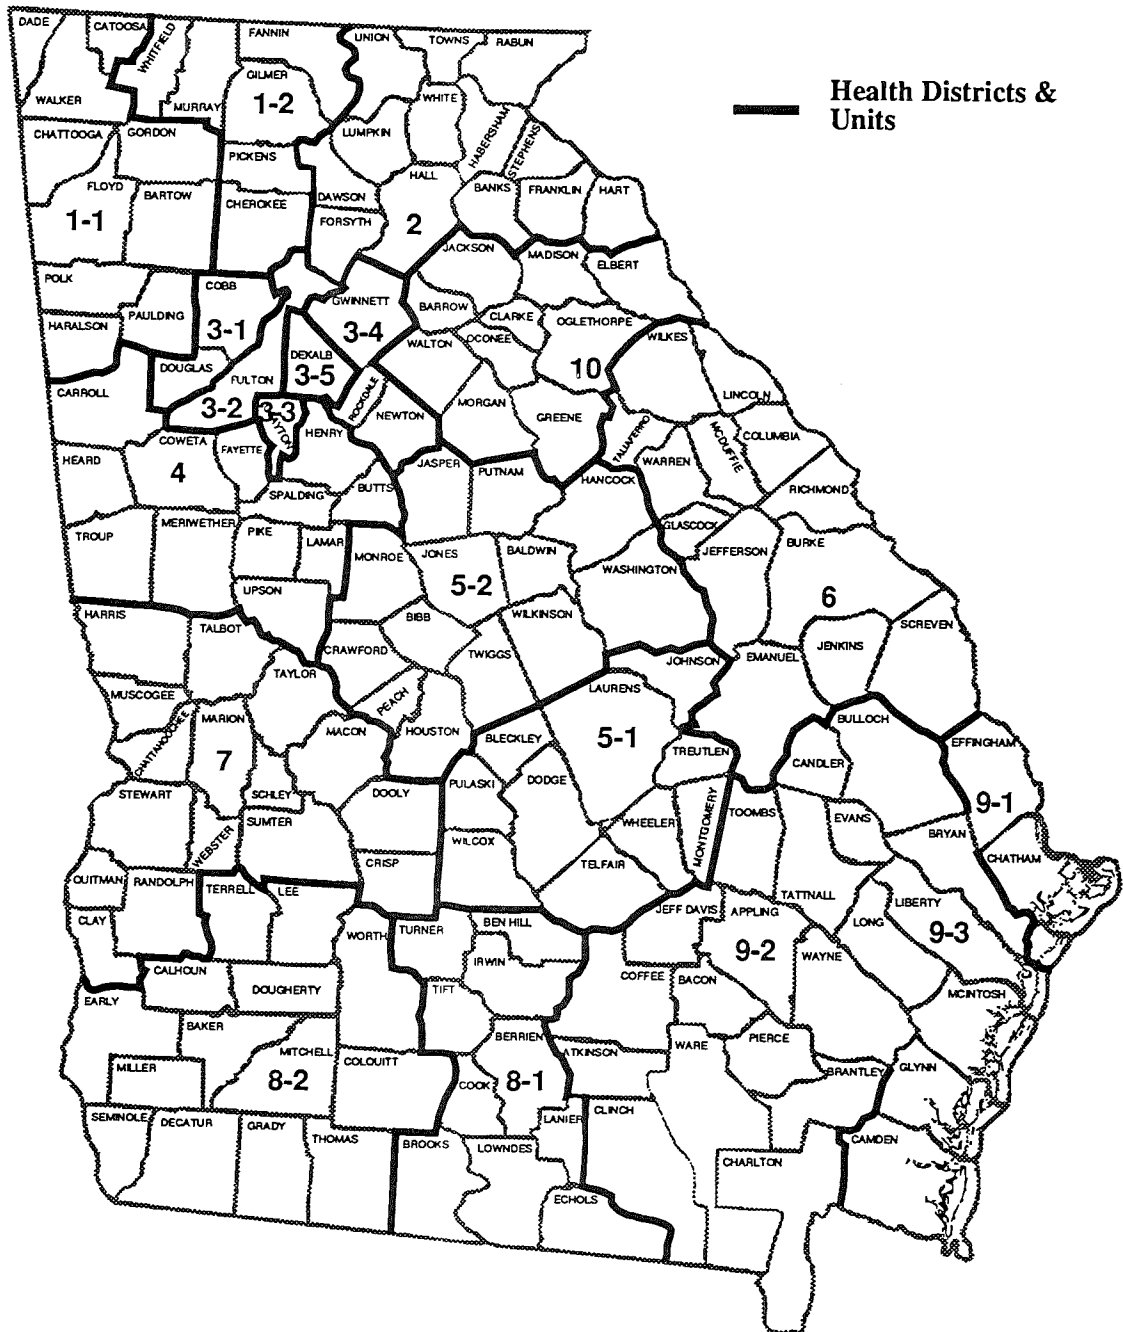 DADE
CATOOSA
WHITFIELD
FANNIN
UNION
TOWNS
RABUN
GILMER
1-2
WALKER
MURRAY
WHITE
Health Districts &
Units
CHATTOOGA
GORDON
LUMPKIN
HABERSHAM
STEPHENS
PICKENS
HALL
FLOYD
BARTOW
CHEROKEE
DAWSON
BANKS
FRANKLIN
HART
1-1
FORSYTH
2
JACKSON
MADISON
ELBERT
POLK
COBB
GWINNETT
BARROW
CLARKE
OGLETHORPE
HARALSON
PAULDING
3-1
3-4
WALTON
OCONEE
WILKES
DOUGLAS
DEKALB
3-5
10
CARROLL
FULTON
ROCKDALE
LINCOLN
3-2
3-3
CLAYTON
NEWTON
MORGAN
GREENE
TALIAFERRO
MCDUFFIE
COLUMBIA
HENRY
COWETA
FAYETTE
HEARD
4
JASPER
PUTNAM
HANCOCK
WARREN
SPALDING
BUTTS
RICHMOND
TROUP
MERIWETHER
PIKE
LAMAR
MONROE
JONES
BALDWIN
GLASCOCK
JEFFERSON
BURKE
WASHINGTON
UPSON
5-2
6
HARRIS
TALBOT
BIBB
WILKINSON
SCREVEN
CRAWFORD
TWIGGS
JOHNSON
EMANUEL
JENKINS
TAYLOR
MUSCOGEE
PEACH
LAURENS
CHATTAHOOCHEE
MARION
MACON
HOUSTON
BLECKLEY
5-1
TREUTLEN
BULLOCH
EFFINGHAM
7
CANDLER
STEWART
SCHLEY
DOOLY
PULASKI
DODGE
WEBSTER
SUMTER
WHEELER
MONTGOMERY
TOOMBS
EVANS
9-1
BRYAN
CRISP
WILCOX
TELFAIR
CHATHAM
QUITMAN
RANDOLPH
TERRELL
LEE
TATTNALL
CLAY
JEFF DAVIS
APPLING
LIBERTY
LONG
WORTH
TURNER
BEN HILL
9-2
9-3
CALHOUN
IRWIN
COFFEE
BACON
WAYNE
EARLY
DOUGHERTY
TIFT
MCINTOSH
BAKER
BERRIEN
MITCHELL
COLQUITT
ATKINSON
WARE
PIERCE
MILLER
8-2
COOK
8-1
BRANTLEY
GLYNN
SEMINOLE
DECATUR
GRADY
THOMAS
BROOKS
LANIER
CLINCH
LOWNDES
CAMDEN
CHARLTON
ECHOLS